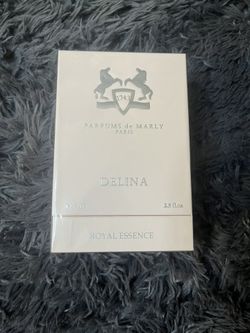 1743
PARFUMS de MARLY
PARIS
DELINA
2.5 fl.oz
ROYAL ESSENCE